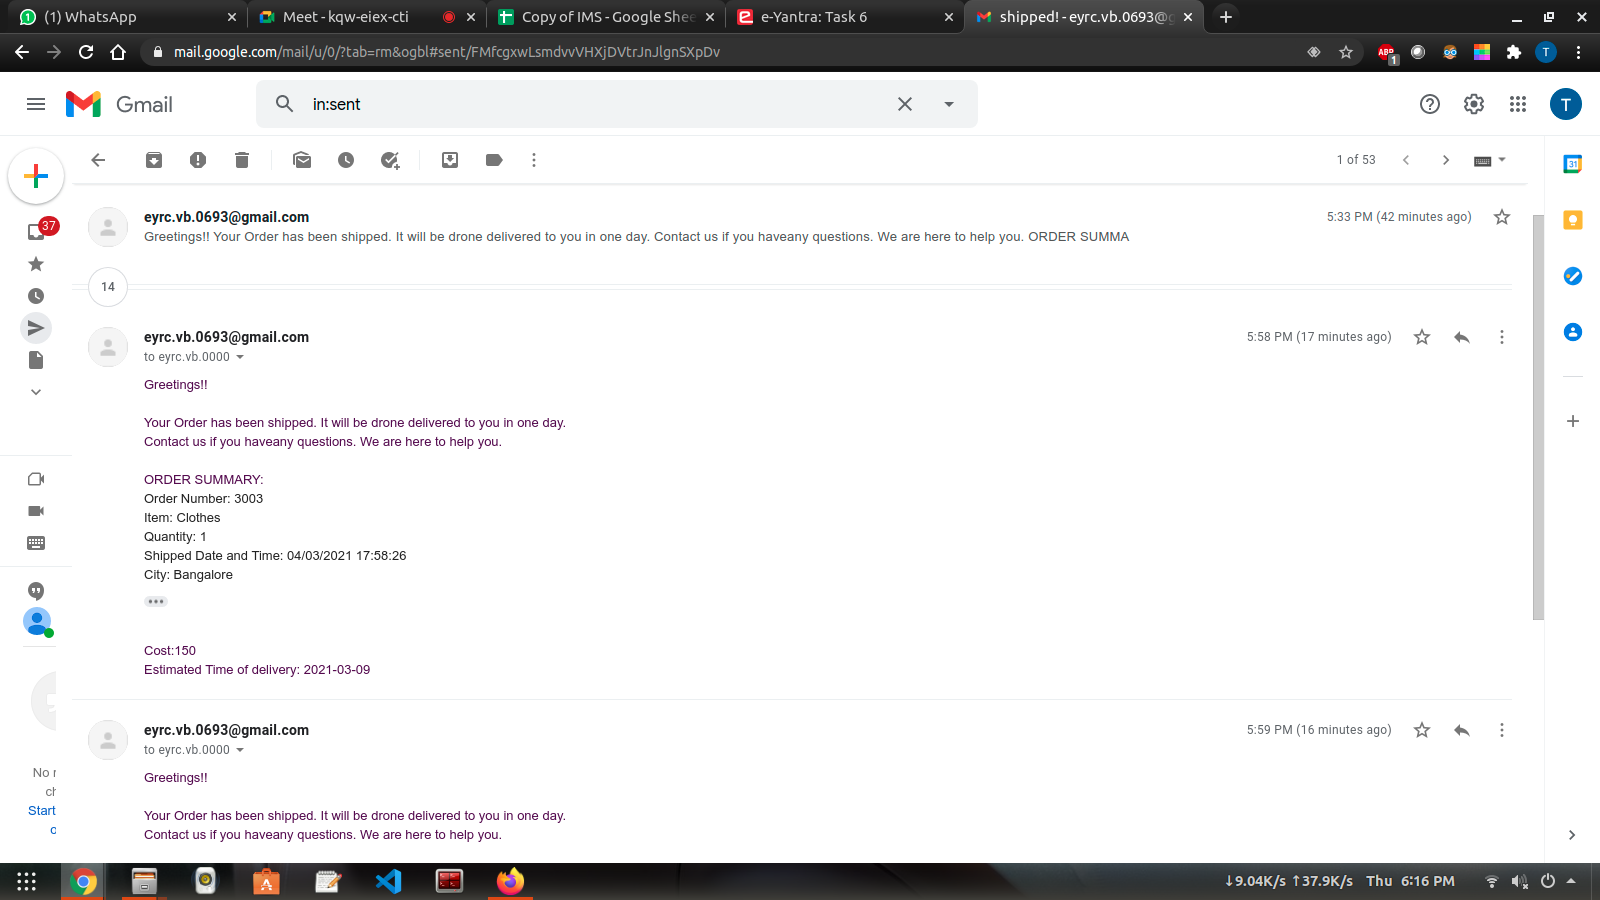 (1) WhatsApp
Meet - kqw-eiex-cti
Copy of IMS - Google Shee
e-Yantra: Task 6
shipped! - eyrc.vb.0693@g
mail.google.com/mail/u/0/?tab=rm&ogbl#sent/FMfcgxwLsmdvvVHXjDVtrJnJlgnSXpDv
ABP
1
T
Gmail
in:sent
T
1 of 53
31
37
eyrc.vb.0693@gmail.com
5:33 PM (42 minutes ago)
Greetings!! Your Order has been shipped. It will be drone delivered to you in one day. Contact us if you haveany questions. We are here to help you. ORDER SUMMA
14
eyrc.vb.0693@gmail.com
5:58 PM (17 minutes ago)
to eyrc.vb.0000
Greetings!!
Your Order has been shipped. It will be drone delivered to you in one day.
Contact us if you haveany questions. We are here to help you.
ORDER SUMMARY:
Order Number: 3003
Item: Clothes
Quantity: 1
Shipped Date and Time: 04/03/2021 17:58:26
City: Bangalore
Cost:150
Estimated Time of delivery: 2021-03-09
eyrc.vb.0693@gmail.com
5:59 PM (16 minutes ago)
to eyrc.vb.0000
Greetings!!
Your Order has been shipped. It will be drone delivered to you in one day.
Contact us if you haveany questions. We are here to help you.
No r
ch
Start
o
↓9.04K/s ↑37.9K/s Thu 6:16 PM